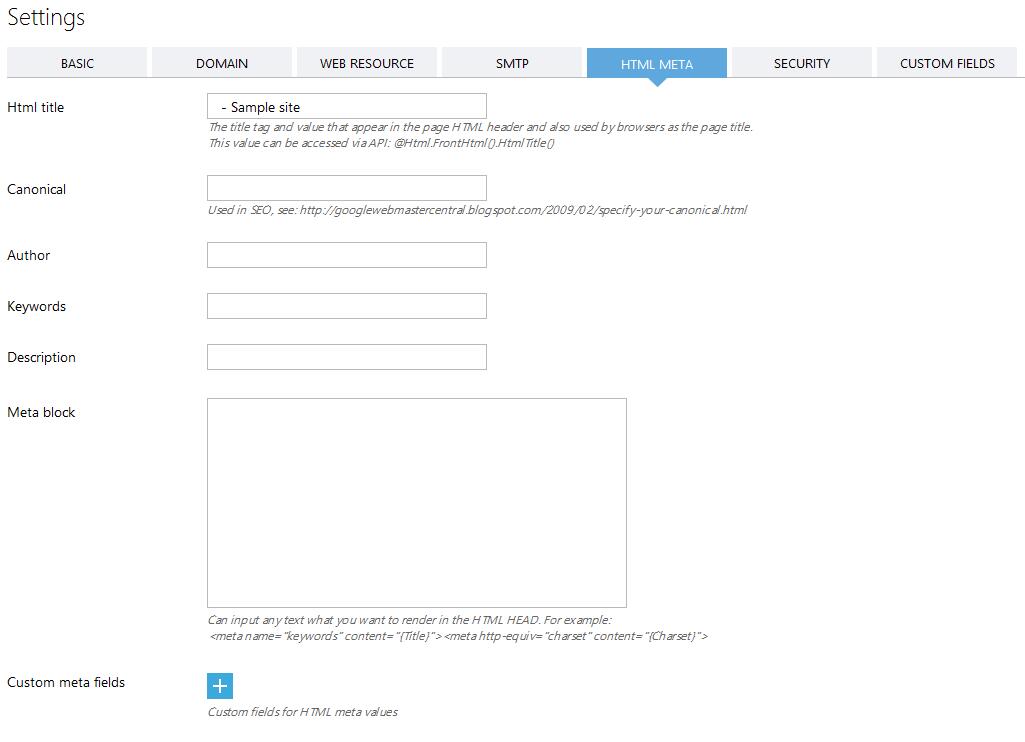 Settings
BASIC DOMAIN WEB RESOURCE SMTP HTML META SECURITY CUSTOM FIELDS
Html title - Sample site
The title tag and value that appear in the page HTML header and also used by browsers as the page title.
This value can be accessed via API: @Html.FrontHtml().HtmlTitle()
Canonical
Used in SEO, see: http://googlewebmastercentral.blogspot.com/2009/02/specify-your-canonical.html
Author
Keywords
Description
Meta block
Can input any text what you want to render in the HTML HEAD. For example:
<meta name="keywords" content="{Title}"><meta http-equiv="charset" content="{Charset}">
Custom meta fields
Custom fields for HTML meta values